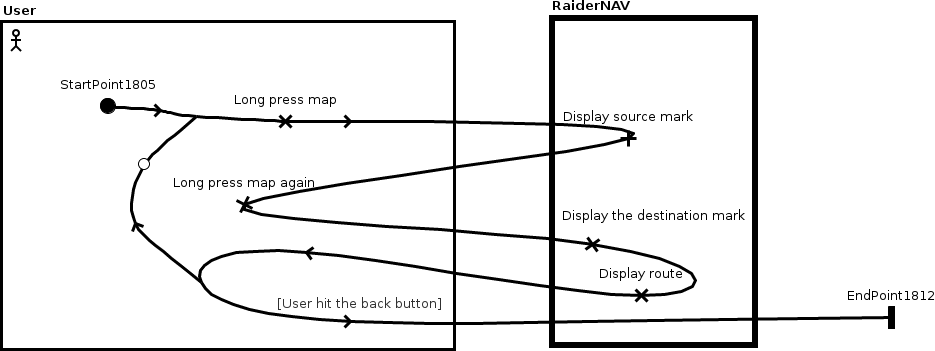 User
RaiderNAV
StartPoint1805
Long press map
Display source mark
Long press map again
Display the destination mark
Display route
[User hit the back button]
EndPoint1812